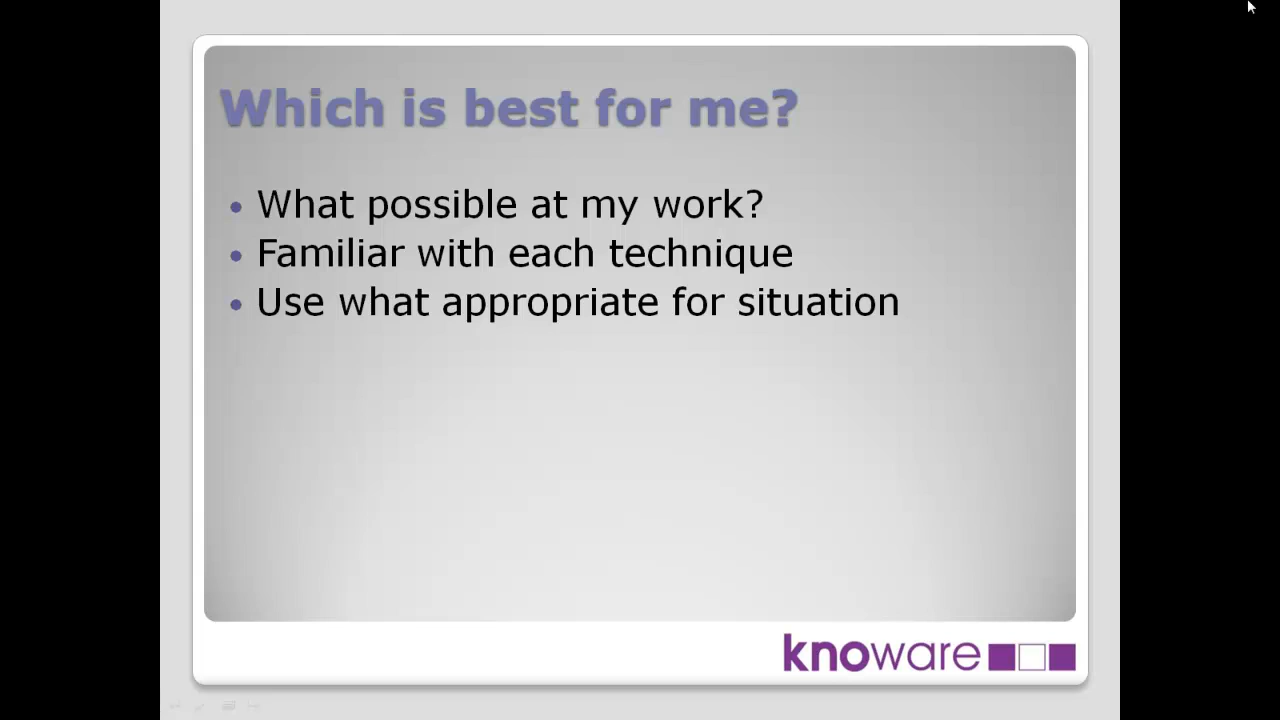 Which is best for me?
• What possible at my work?
• Familiar with each technique
• Use what appropriate for situation
knoware